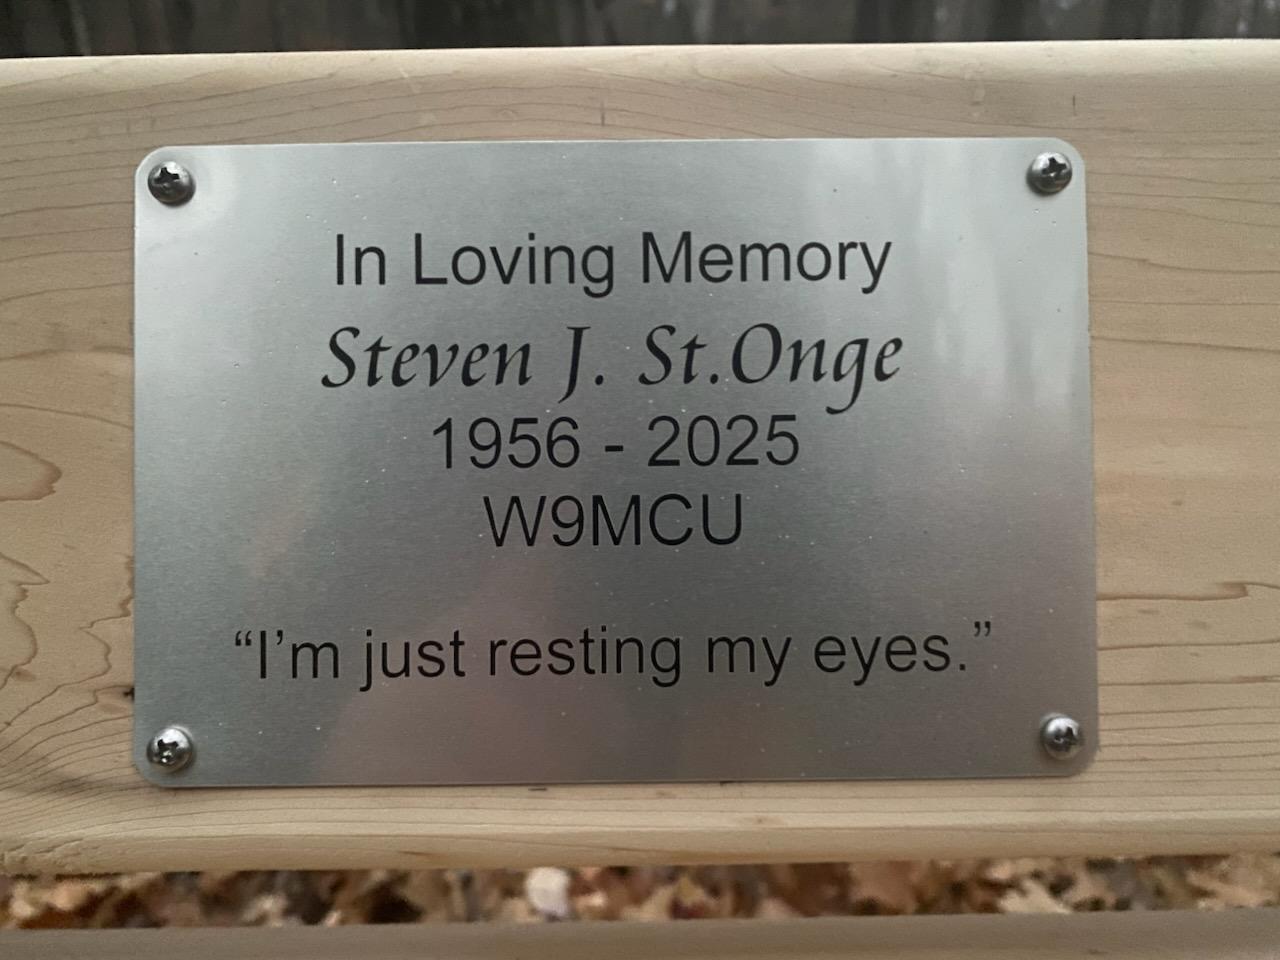 In Loving Memory
Steven J. St.Onge
1956 - 2025
W9MCU
“I’m just resting my eyes.”